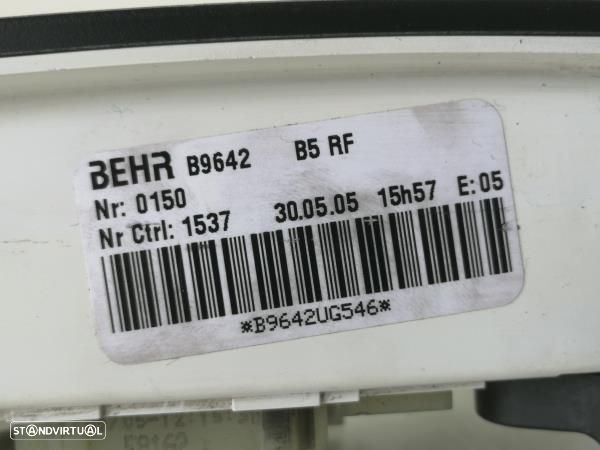 BEHR B9642 B5 RF
Nr: 0150
Nr Ctrl: 1537 30.05.05 15h57 E: 05
*B9642UG546*
STANDVIRTUAL